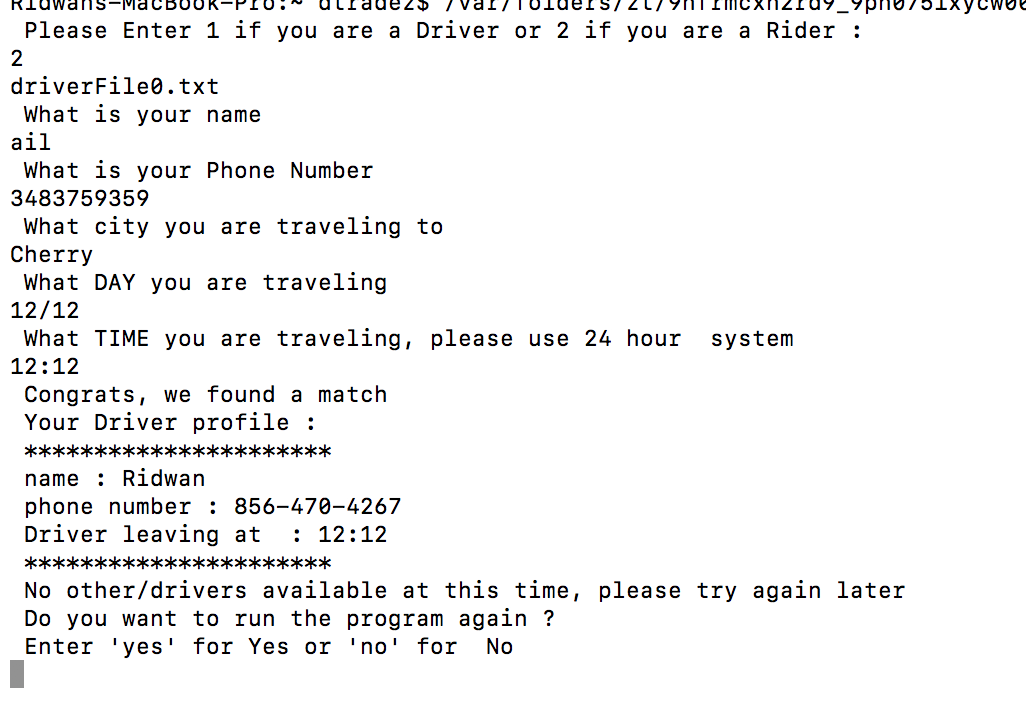 Ridwans-MacBook-Pro:~ dtrade2$ /var/folders/
Please Enter 1 if you are a Driver or 2 if you are a Rider :
2
driverFile0.txt
What is your name
ail
What is your Phone Number
3483759359
What city you are traveling to
Cherry
What DAY you are traveling
12/12
What TIME you are traveling, please use 24 hour  system
12:12
Congrats, we found a match
Your Driver profile :
**********************
name : Ridwan
phone number : 856-470-4267
Driver leaving at  : 12:12
**********************
No other/drivers available at this time, please try again later
Do you want to run the program again ?
Enter 'yes' for Yes or 'no' for  No